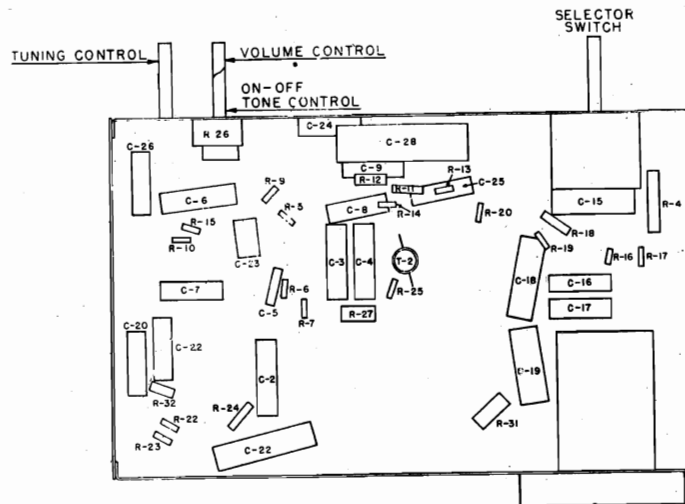 SELECTOR
SWITCH
TUNING CONTROL
VOLUME CONTROL
ON-OFF
TONE CONTROL
R 26
C-24
C-28
C-26
C-9
R-13
R-12
R-11
C-25
C-6
R-9
C-8
R-14
R-20
C-15
R-4
R-3
R-15
R-10
C-23
R-18
R-19
R-16
R-17
C-3
C-4
T-2
C-18
C-16
C-7
R-6
R-25
C-5
R-7
R-27
C-17
C-20
C-22
C-2
C-19
R-32
R-24
R-31
R-22
R-23
C-22